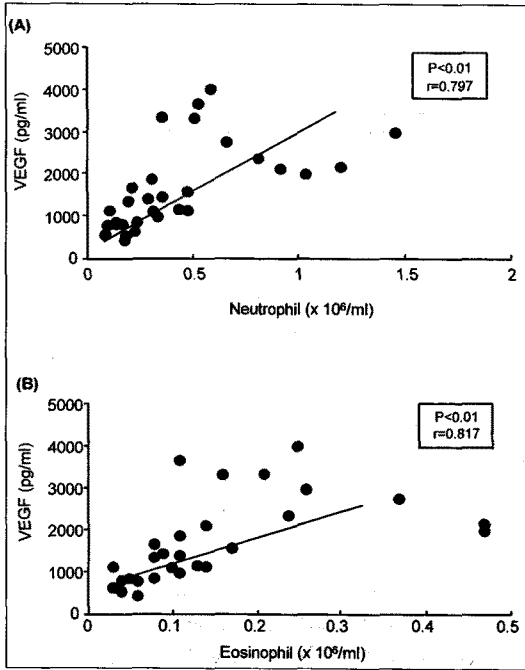 (A)
P<0.01
r=0.797
5000
4000
3000
2000
1000
0
VEGF (pg/ml)
0
0.5
1
1.5
2
Neutrophil (x 10⁶/ml)
(B)
P<0.01
r=0.817
5000
4000
3000
2000
1000
0
VEGF (pg/ml)
0
0.1
0.2
0.3
0.4
0.5
Eosinophil (x 10⁶/ml)